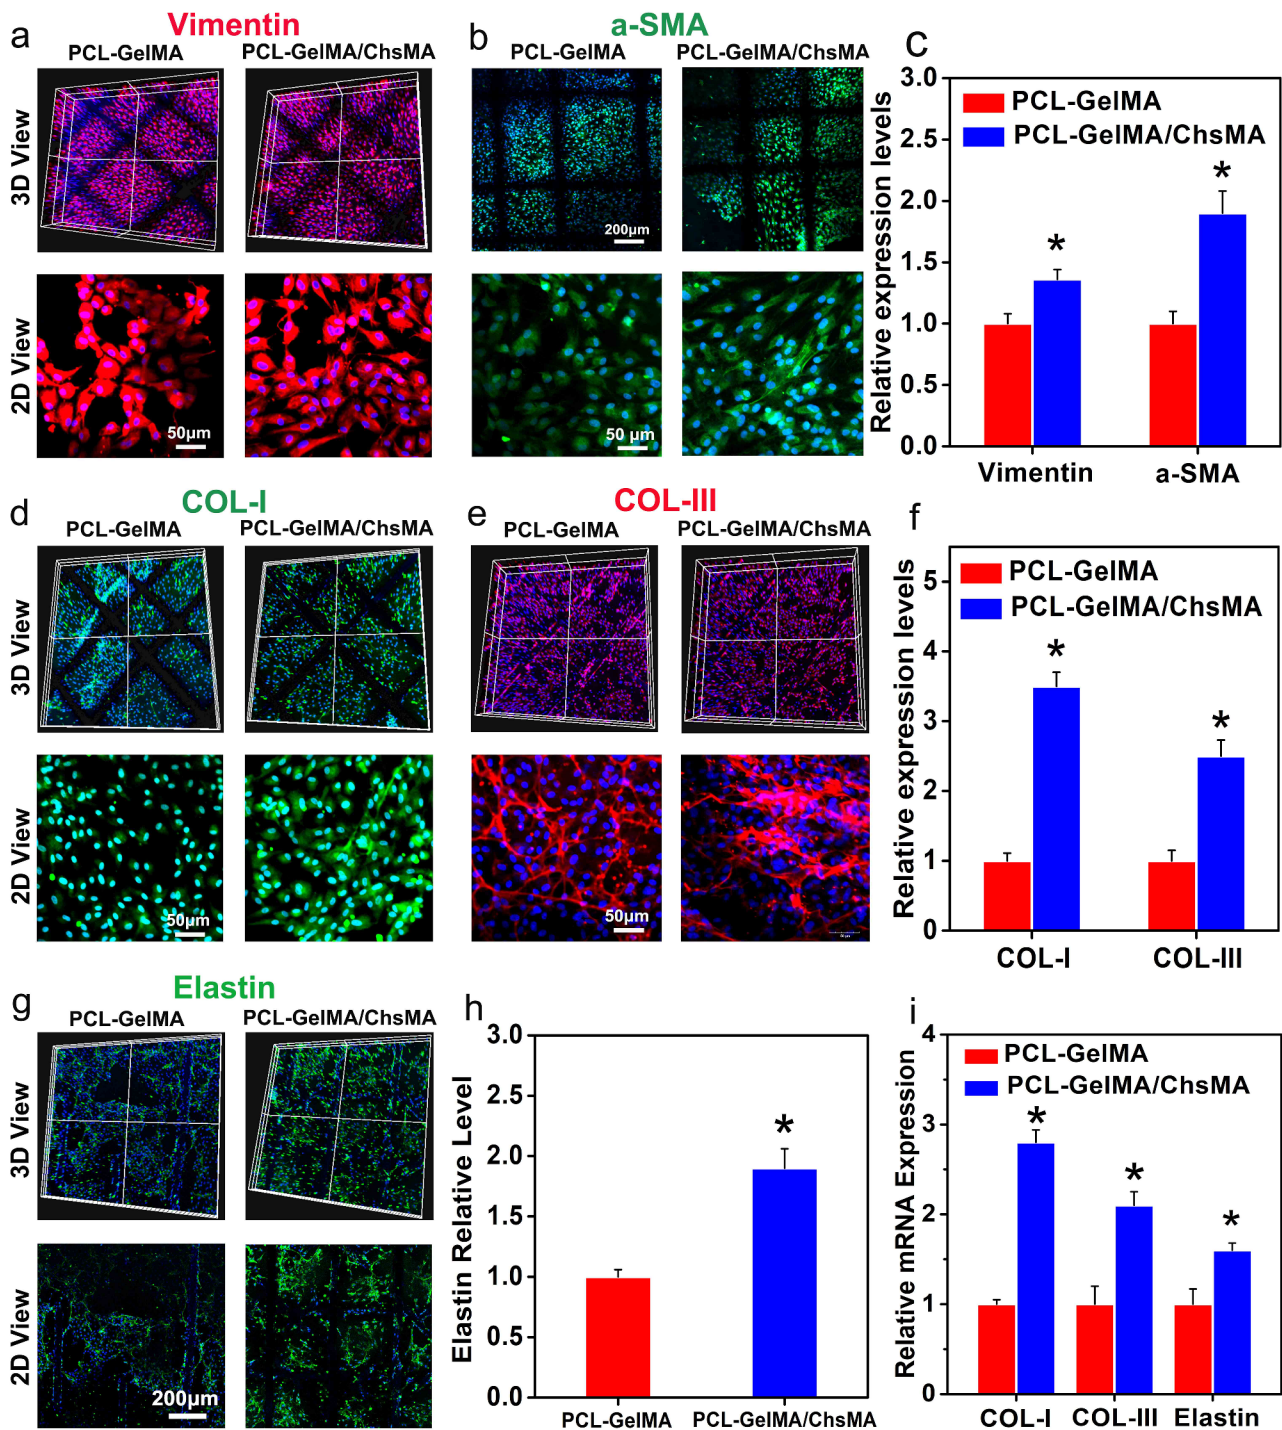 a
Vimentin
PCL-GelMA
PCL-GelMA/ChsMA
3D View
2D View
50μm
b
a-SMA
PCL-GelMA
PCL-GelMA/ChsMA
200μm
50 μm
c
Relative expression levels
3.0
2.5
2.0
1.5
1.0
0.5
0.0
PCL-GelMA
PCL-GelMA/ChsMA
*
*
Vimentin
a-SMA
d
COL-I
PCL-GelMA
PCL-GelMA/ChsMA
3D View
2D View
50μm
e
COL-III
PCL-GelMA
PCL-GelMA/ChsMA
50μm
f
Relative expression levels
5
4
3
2
1
0
PCL-GelMA
PCL-GelMA/ChsMA
*
*
COL-I
COL-III
g
Elastin
PCL-GelMA
PCL-GelMA/ChsMA
3D View
2D View
200μm
h
Elastin Relative Level
3.0
2.5
2.0
1.5
1.0
0.5
0.0
*
PCL-GelMA
PCL-GelMA/ChsMA
i
Relative mRNA Expression
4
3
2
1
0
PCL-GelMA
PCL-GelMA/ChsMA
*
*
*
COL-I
COL-III
Elastin